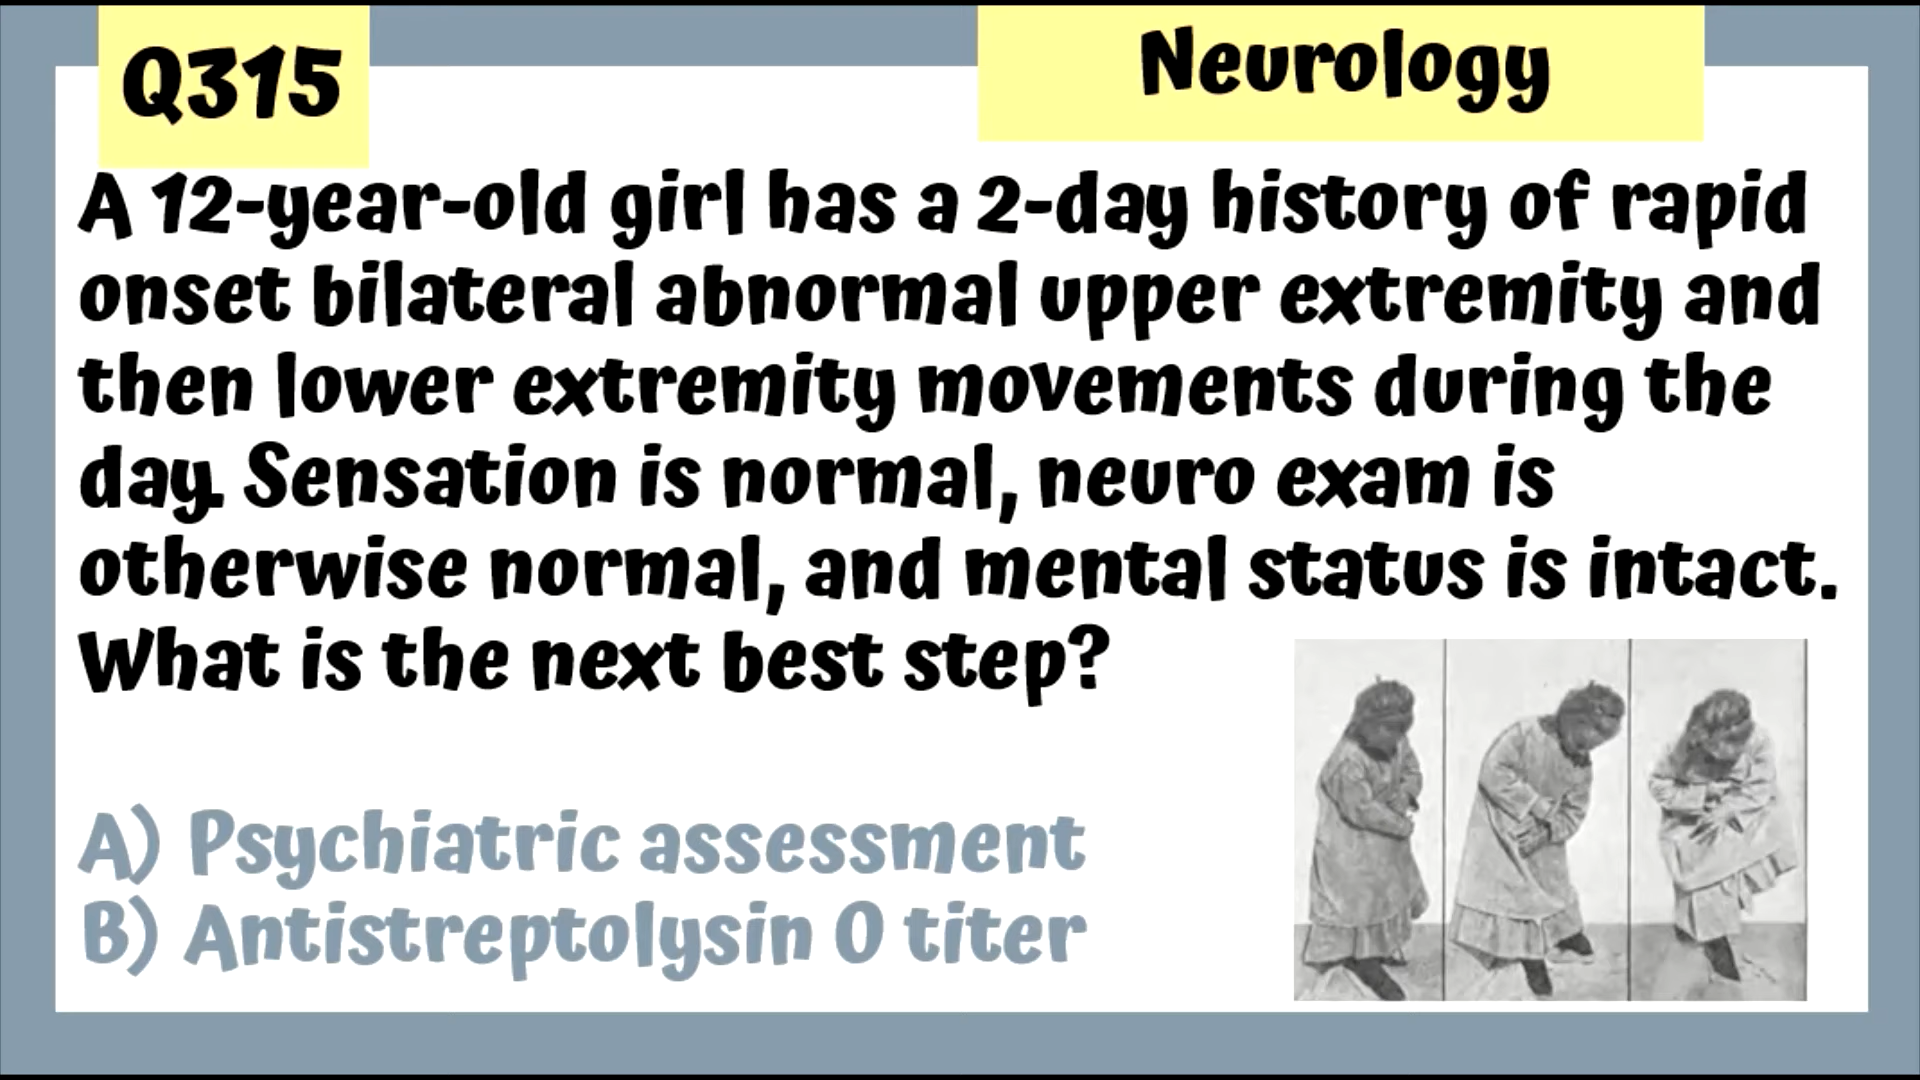 Q315
Neurology
A 12-year-old girl has a 2-day history of rapid
onset bilateral abnormal upper extremity and
then lower extremity movements during the
day. Sensation is normal, neuro exam is
otherwise normal, and mental status is intact.
What is the next best step?
A) Psychiatric assessment
B) Antistreptolysin O titer